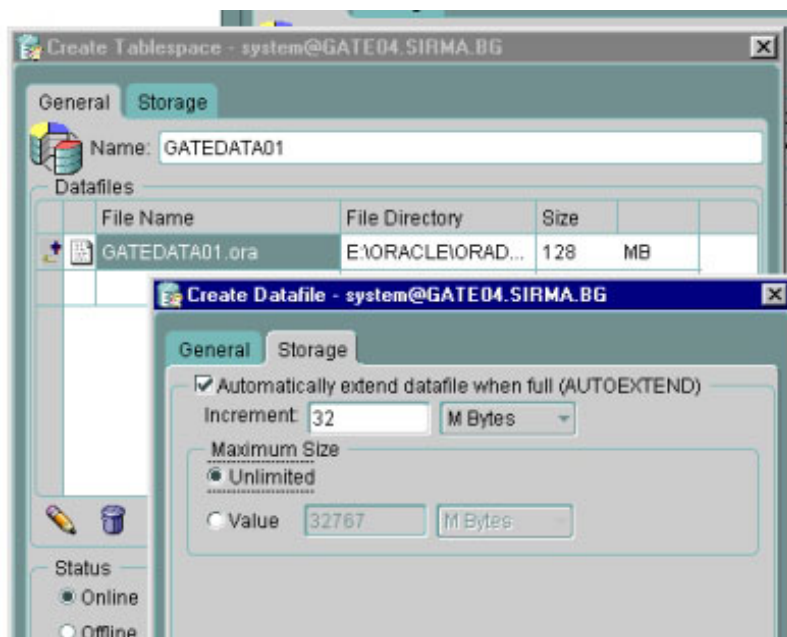 Create Tablespace - system@GATE04.SIRMA.BG
General Storage
Name: GATEDATA01
Datafiles
File Name File Directory Size
GATEDATA01.ora E:\ORACLE\ORAD... 128 MB
Create Datafile - system@GATE04.SIRMA.BG
General Storage
Automatically extend datafile when full (AUTOEXTEND)
Increment: 32 M Bytes
Maximum Size
Unlimited
Value 32767 M Bytes
Status
Online
Offline